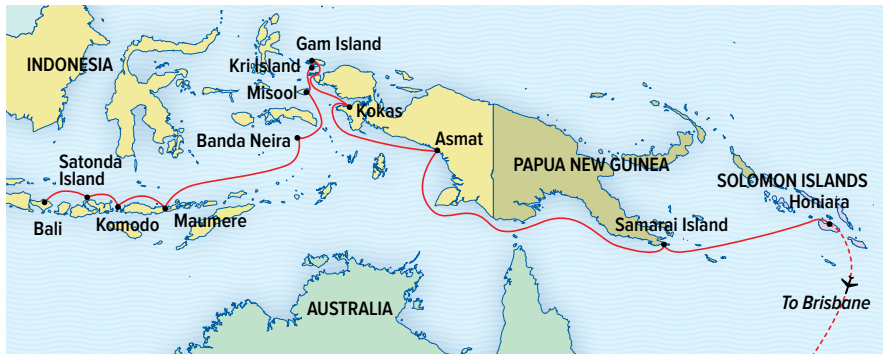 Gam Island
INDONESIA
Kri Island
Misool
Kokas
Banda Neira
Asmat
Satonda
Island
PAPUA NEW GUINEA
SOLOMON ISLANDS
Honiara
Bali
Komodo
Maumere
Samarai Island
AUSTRALIA
To Brisbane